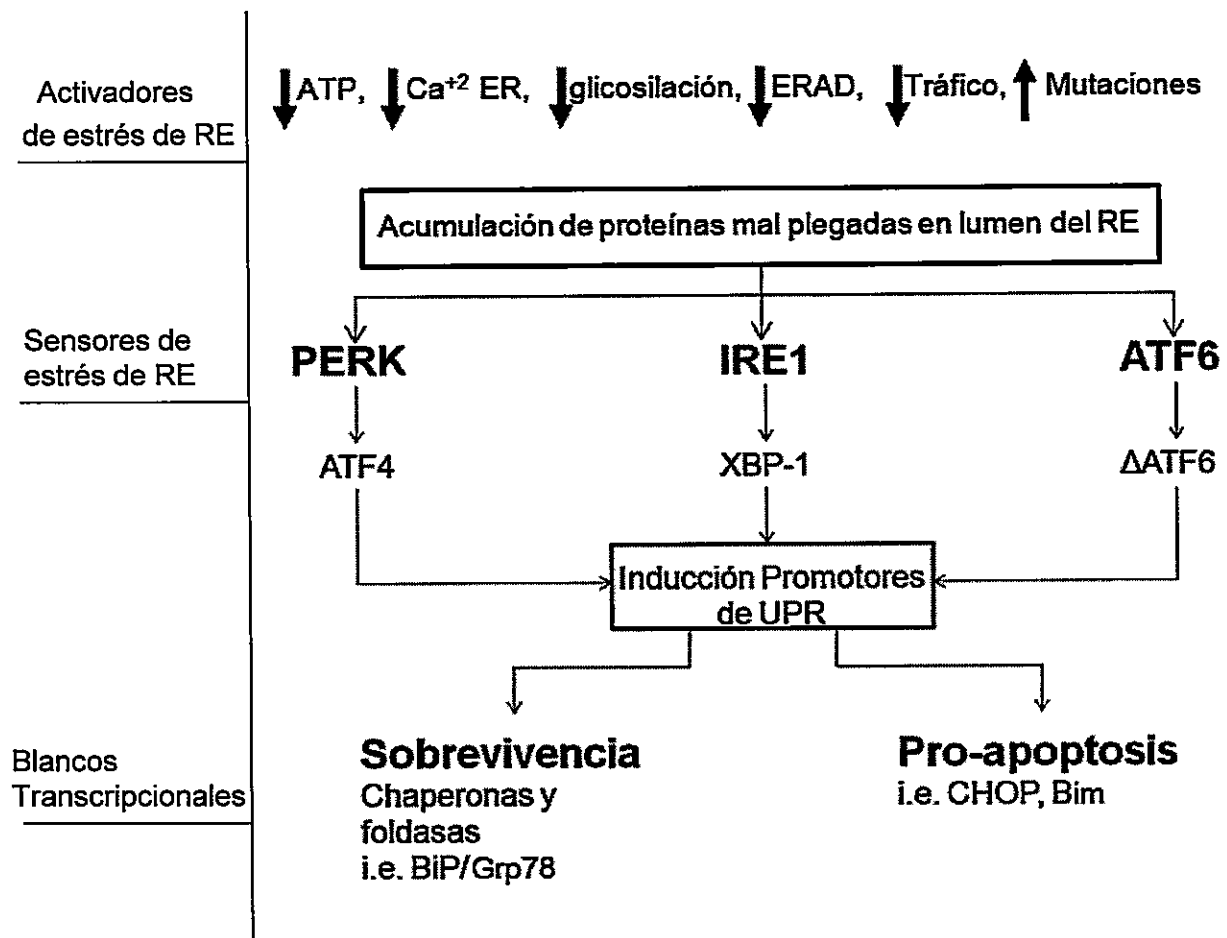 Activadores
de estrés de RE
ATP, Ca+2 ER, glicosilación, ERAD, Tráfico, Mutaciones
Acumulación de proteínas mal plegadas en lumen del RE
Sensores de
estrés de RE
PERK IRE1 ATF6
ATF4 XBP-1 ΔATF6
Inducción Promotores
de UPR
Blancos
Transcripcionales
Sobrevivencia
Chaperonas y
foldasas
i.e. BiP/Grp78
Pro-apoptosis
i.e. CHOP, Bim